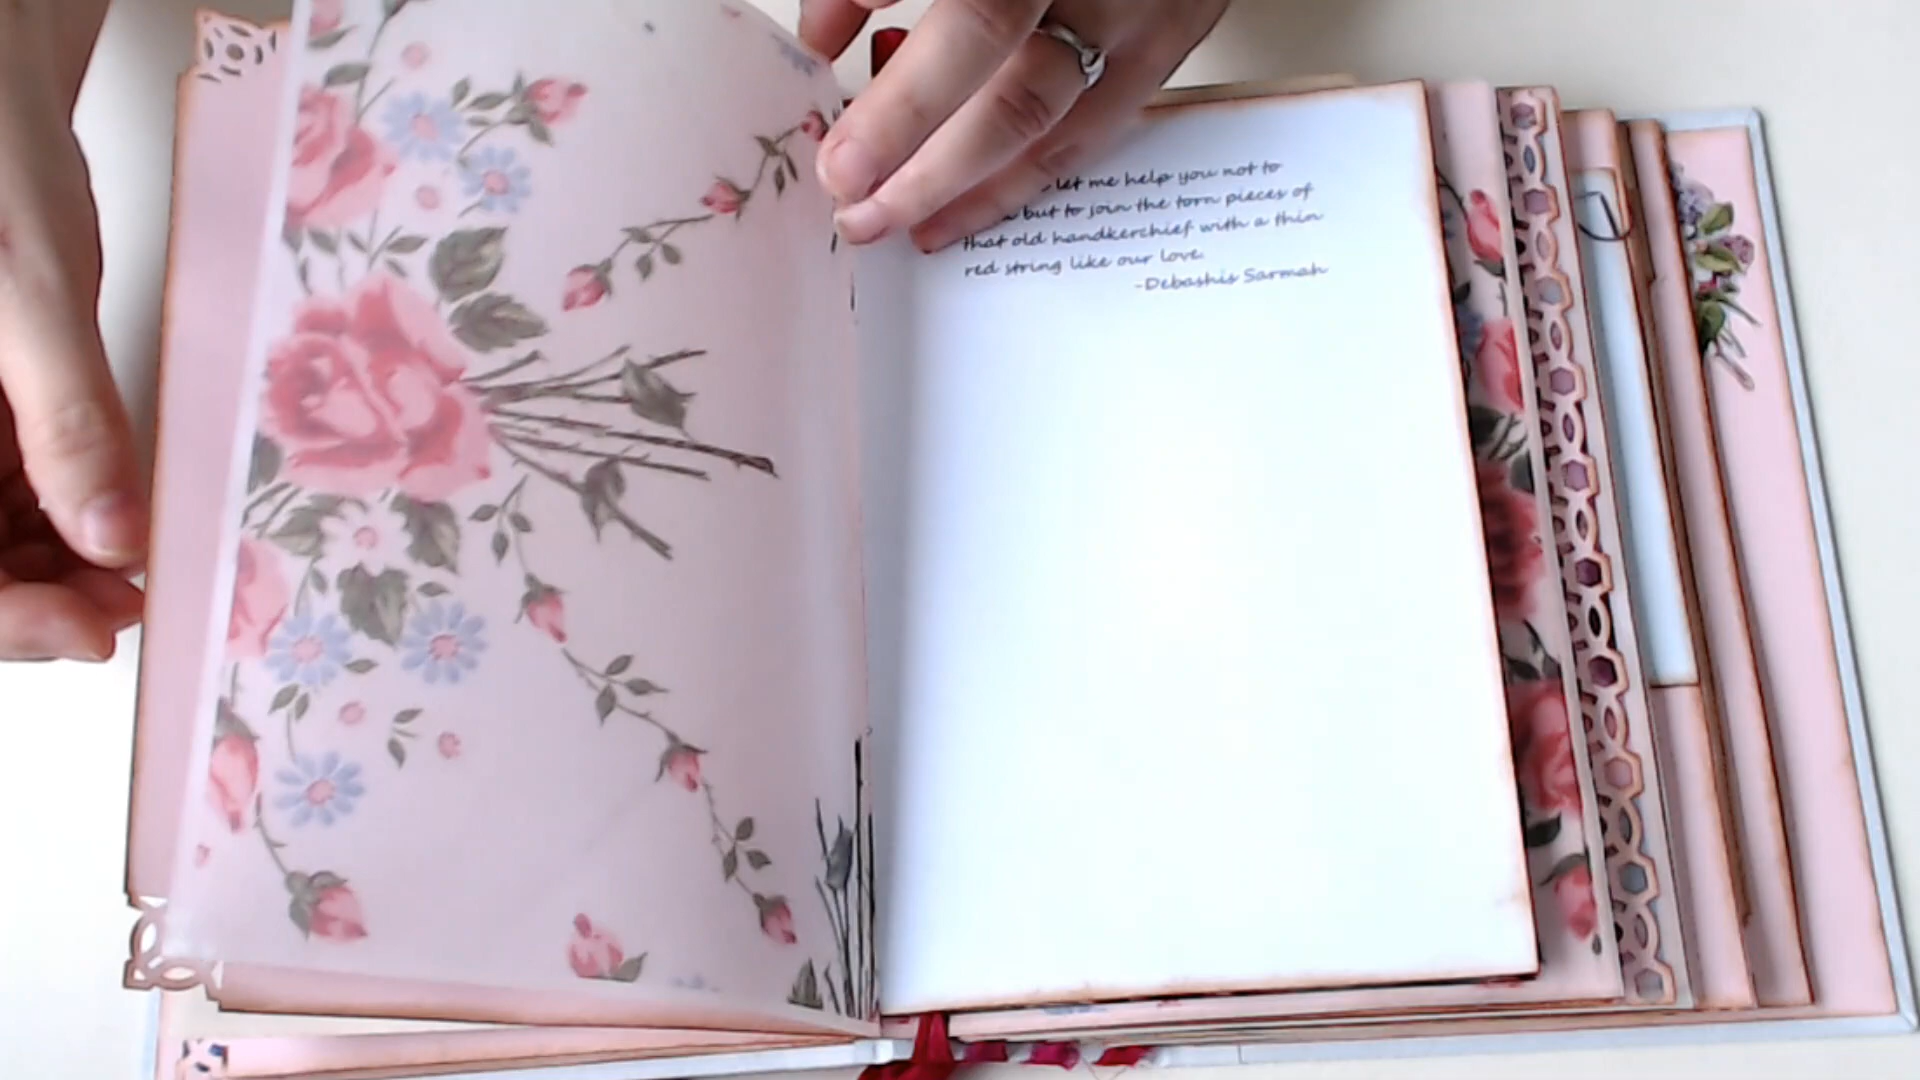 let me help you not to
but to join the torn pieces of
that old handkerchief with a thin
red string like our love.
-Debashis Sarmah